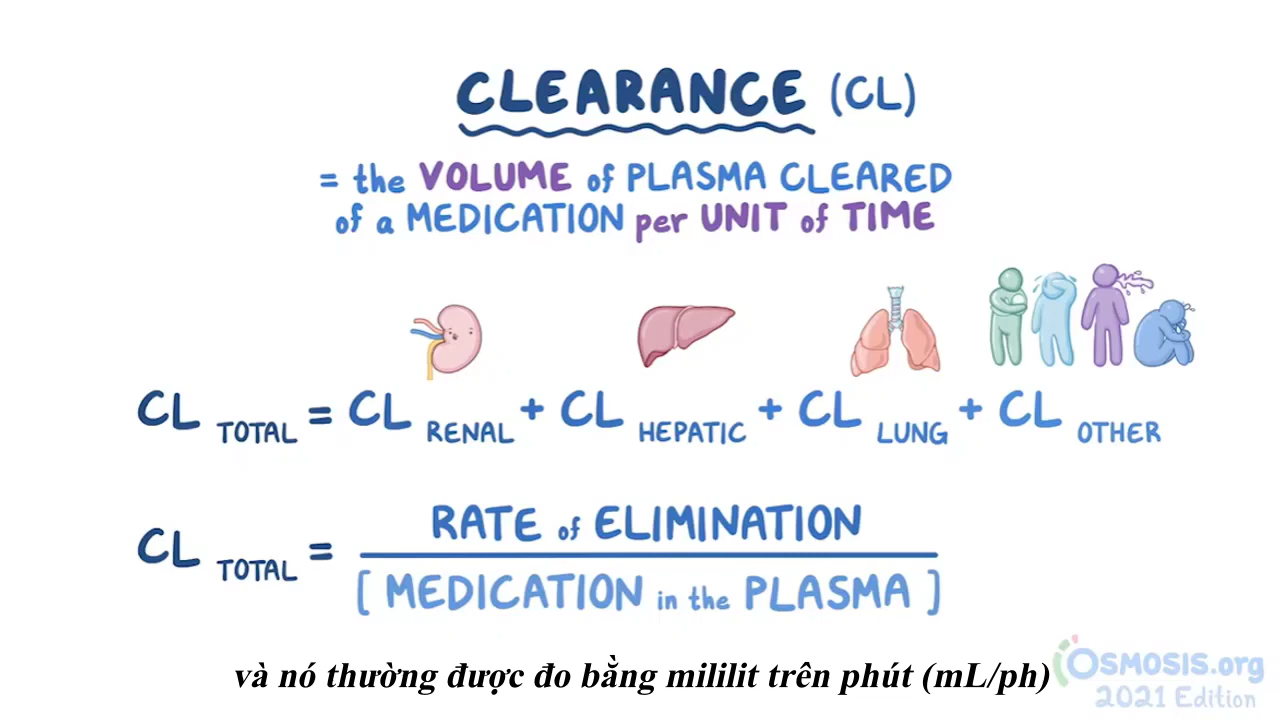 CLEARANCE (CL)
= the VOLUME of PLASMA CLEARED
of a MEDICATION per UNIT of TIME
CL TOTAL = CL RENAL + CL HEPATIC + CL LUNG + CL OTHER
CL TOTAL = RATE of ELIMINATION
[ MEDICATION in the PLASMA ]
và nó thường được đo bằng mililit trên phút (mL/ph)
OSMOSIS.org
2021 Edition